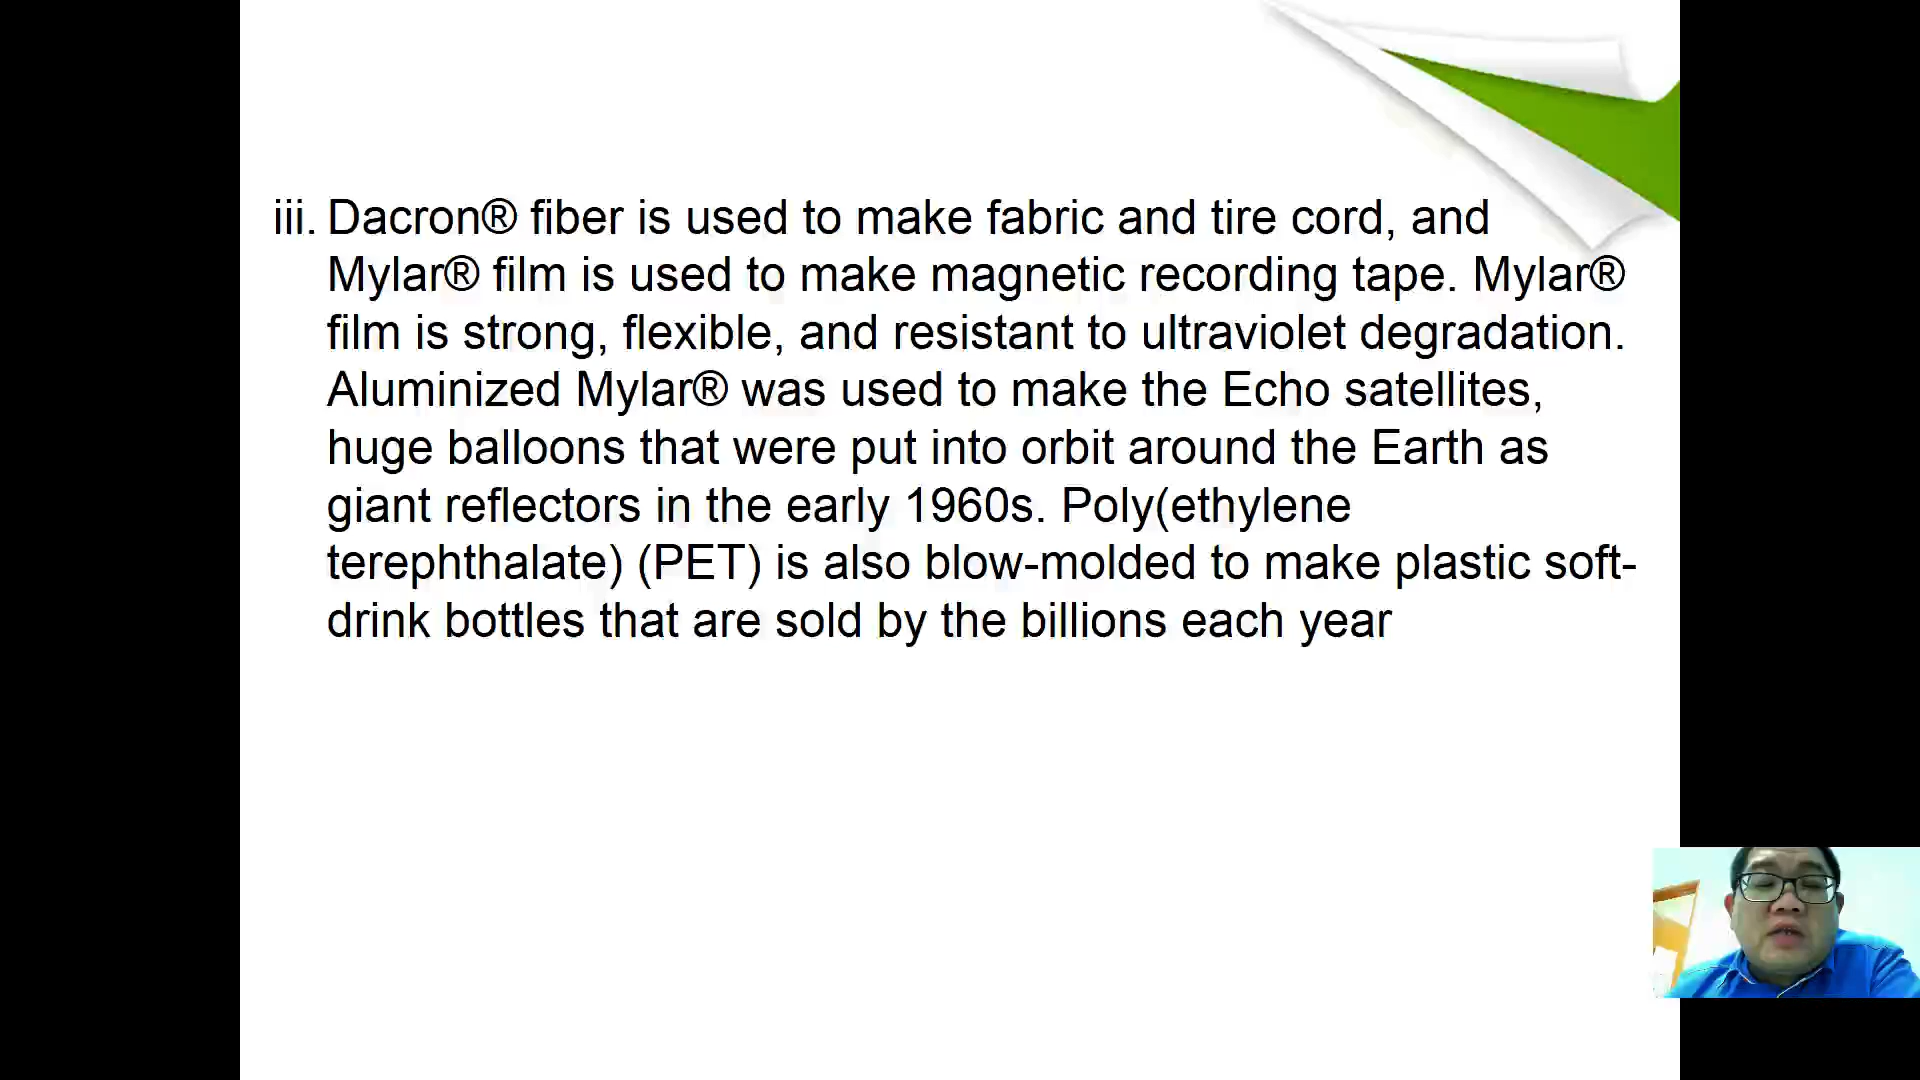 iii. Dacron® fiber is used to make fabric and tire cord, and
Mylar® film is used to make magnetic recording tape. Mylar®
film is strong, flexible, and resistant to ultraviolet degradation.
Aluminized Mylar® was used to make the Echo satellites,
huge balloons that were put into orbit around the Earth as
giant reflectors in the early 1960s. Poly(ethylene
terephthalate) (PET) is also blow-molded to make plastic soft-
drink bottles that are sold by the billions each year